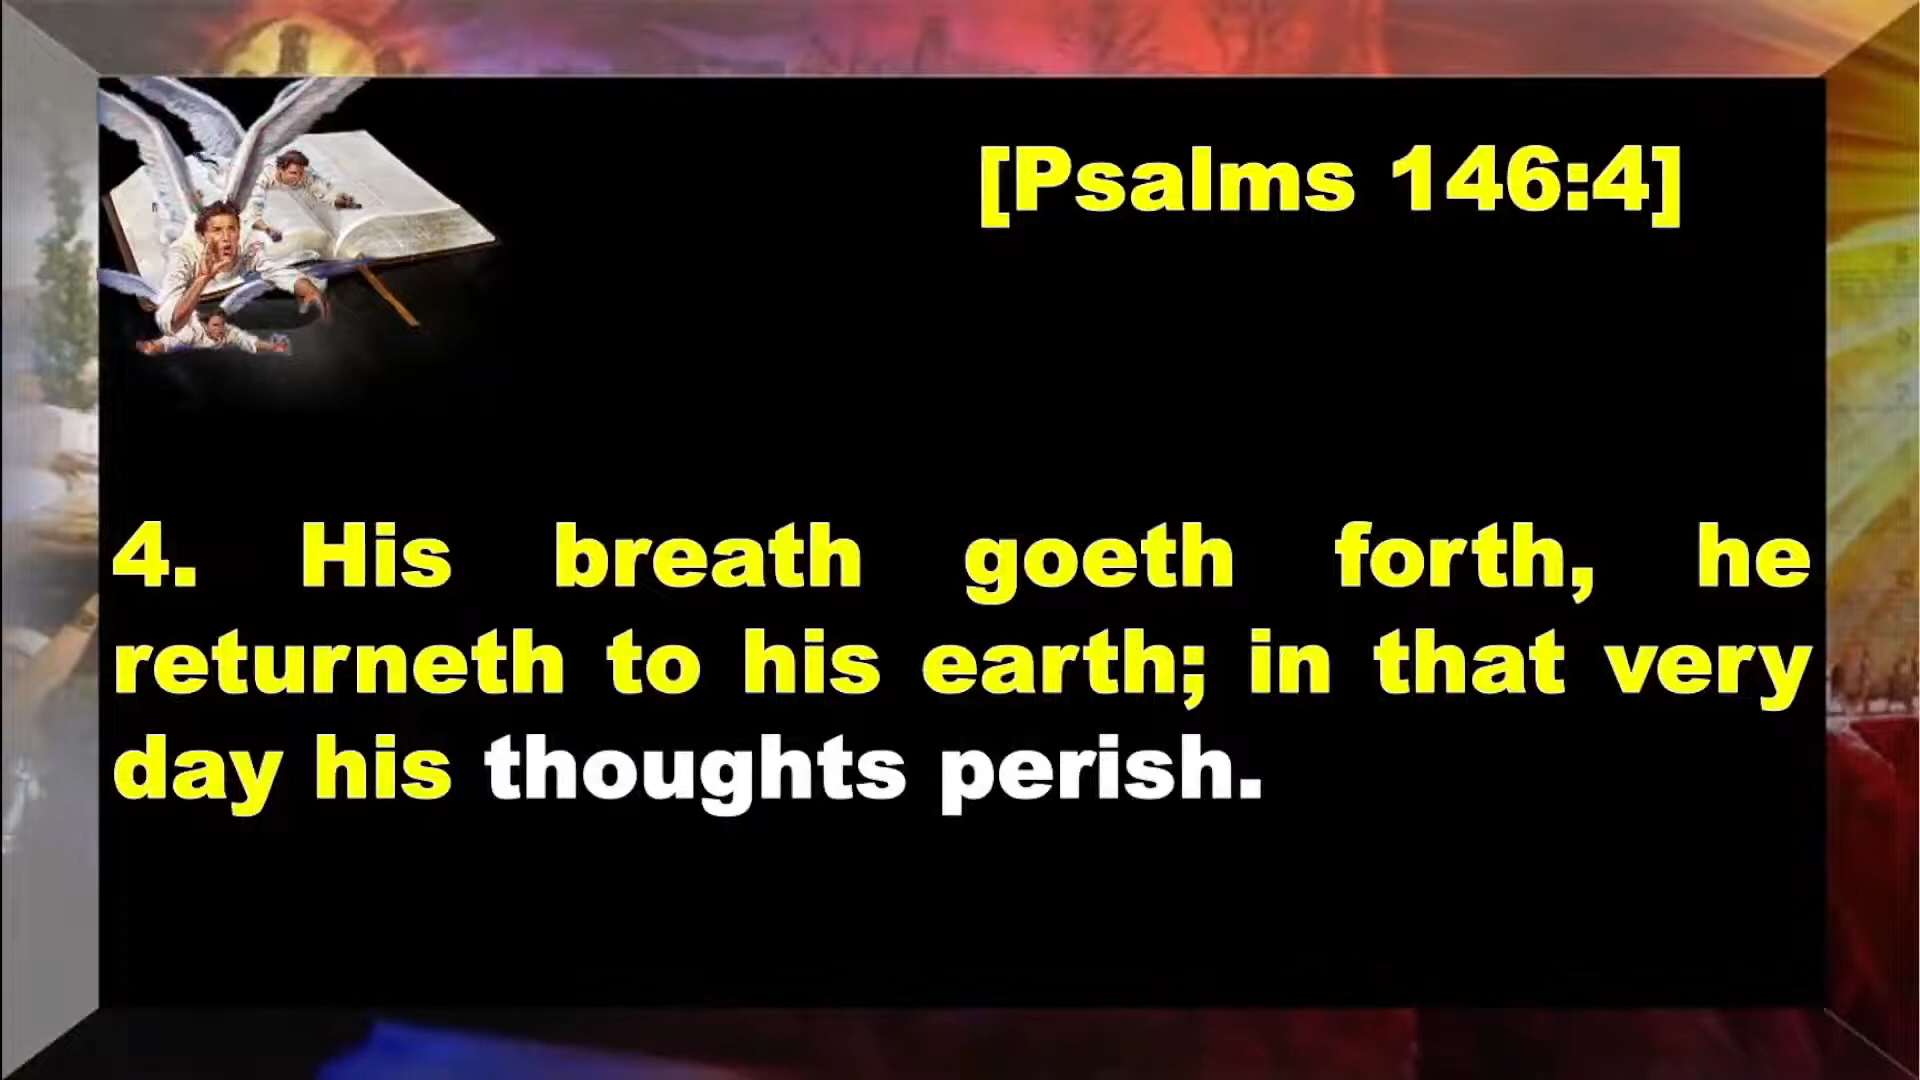 [Psalms 146:4]
4. His breath goeth forth, he
returneth to his earth; in that very
day his thoughts perish.